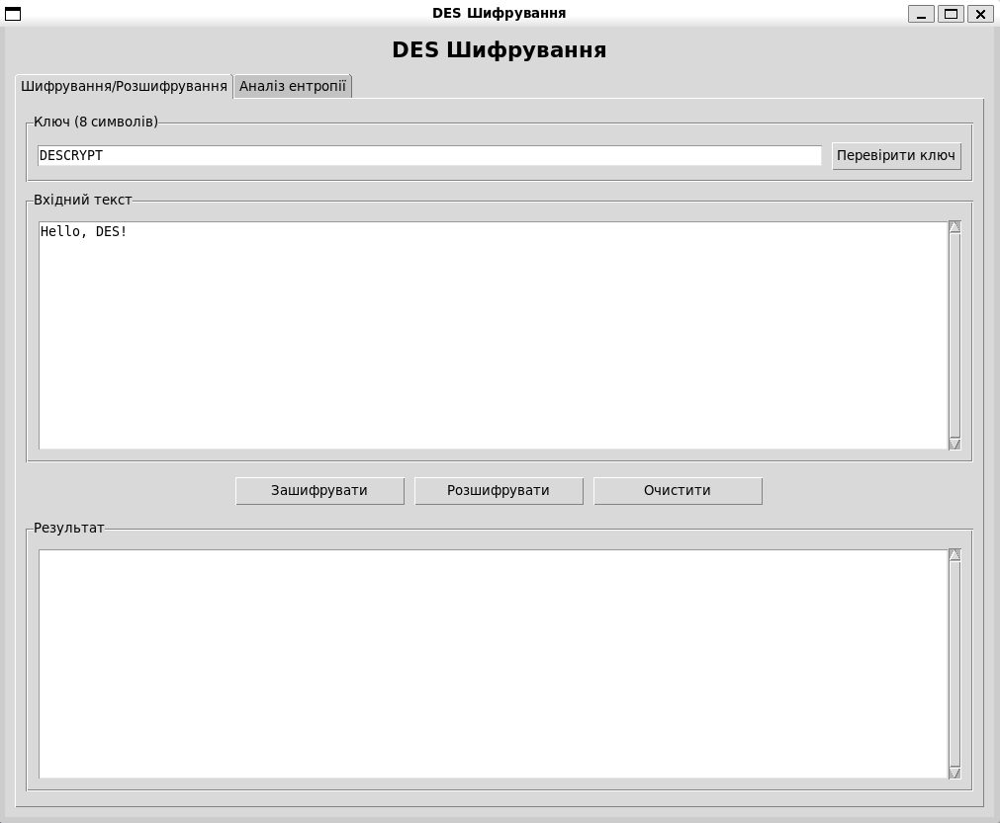 DES Шифрування
DES Шифрування
Шифрування/Розшифрування Аналіз ентропії
Ключ (8 символів)
DESCRYPT Перевірити ключ
Вхідний текст
Hello, DES!
Зашифрувати Розшифрувати Очистити
Результат